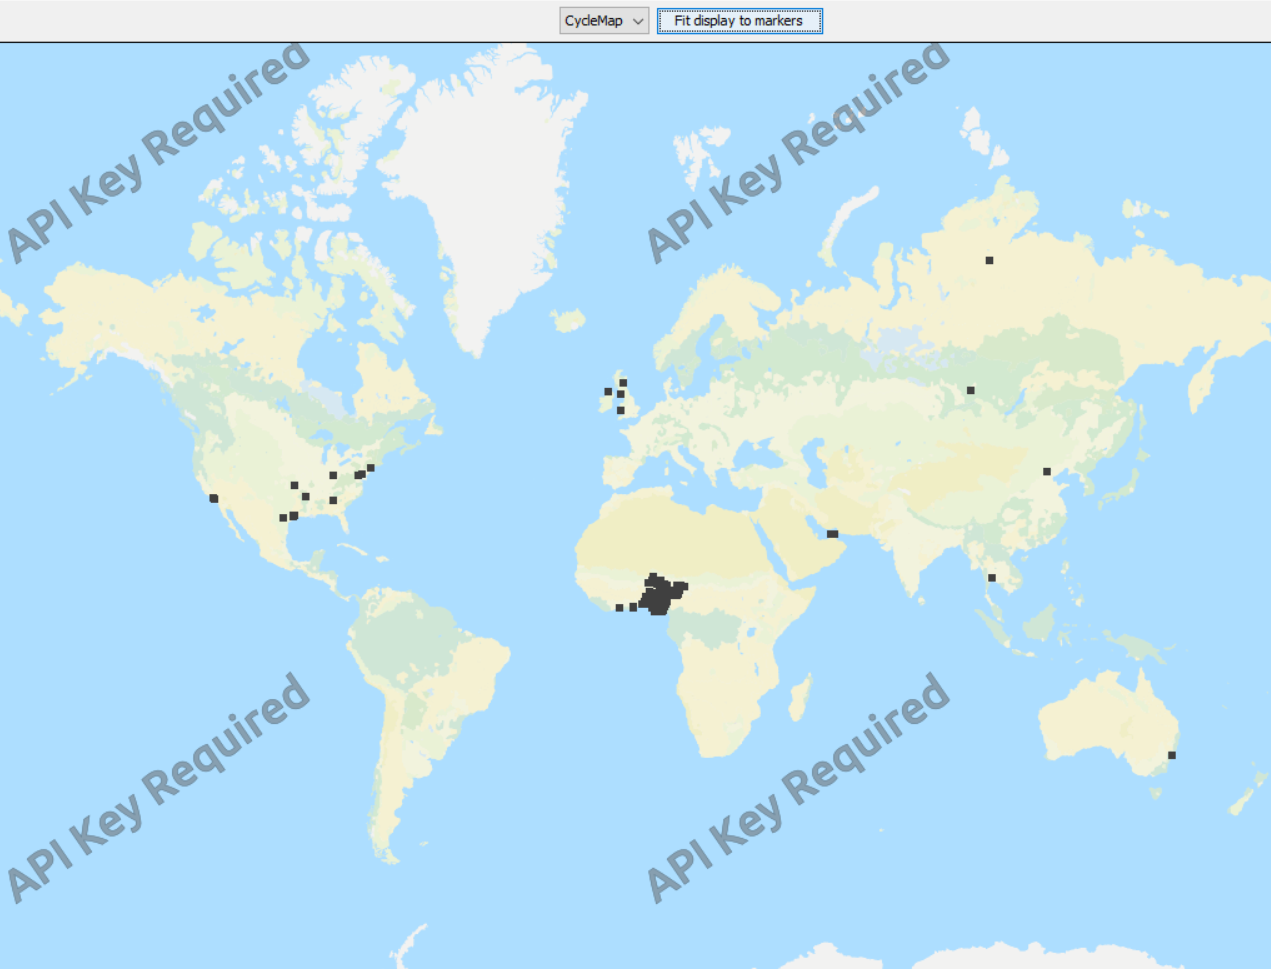 CycleMap
Fit display to markers
API Key Required
API Key Required
API Key Required
API Key Required